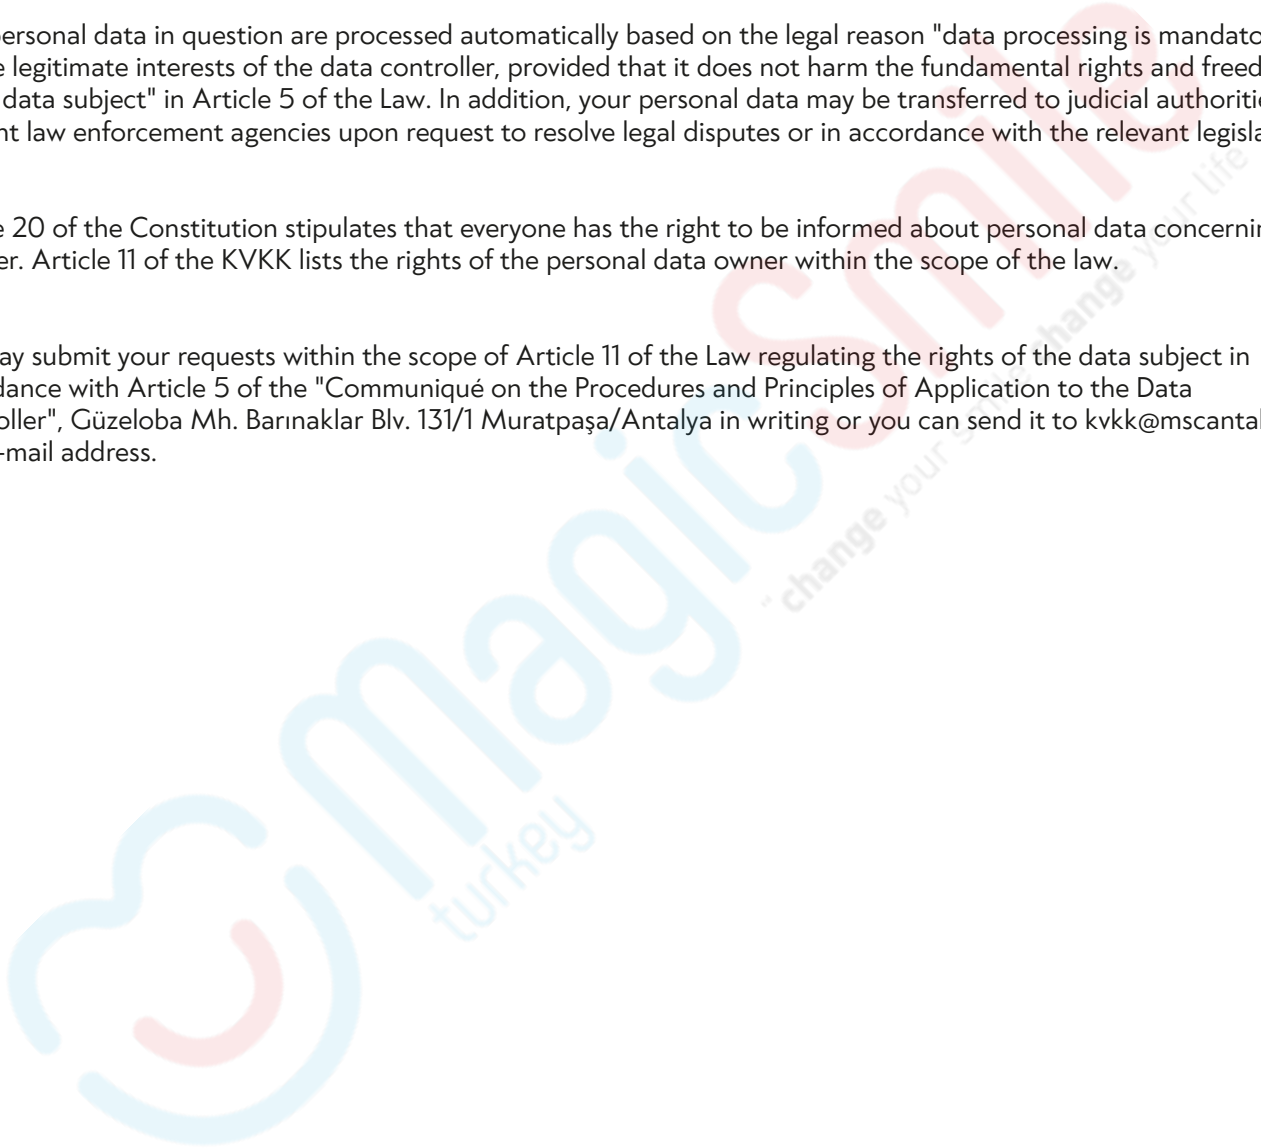 ersonal data in question are processed automatically based on the legal reason "data processing is mandato
e legitimate interests of the data controller, provided that it does not harm the fundamental rights and freed
data subject" in Article 5 of the Law. In addition, your personal data may be transferred to judicial authoritie
nt law enforcement agencies upon request to resolve legal disputes or in accordance with the relevant legisla
e 20 of the Constitution stipulates that everyone has the right to be informed about personal data concernin
er. Article 11 of the KVKK lists the rights of the personal data owner within the scope of the law.
ay submit your requests within the scope of Article 11 of the Law regulating the rights of the data subject in
dance with Article 5 of the "Communiqué on the Procedures and Principles of Application to the Data
oller", Güzeloba Mh. Barınaklar Blv. 131/1 Muratpaşa/Antalya in writing or you can send it to kvkk@mscantal
-mail address.
magicSmile
turkey
"change your smile change your life